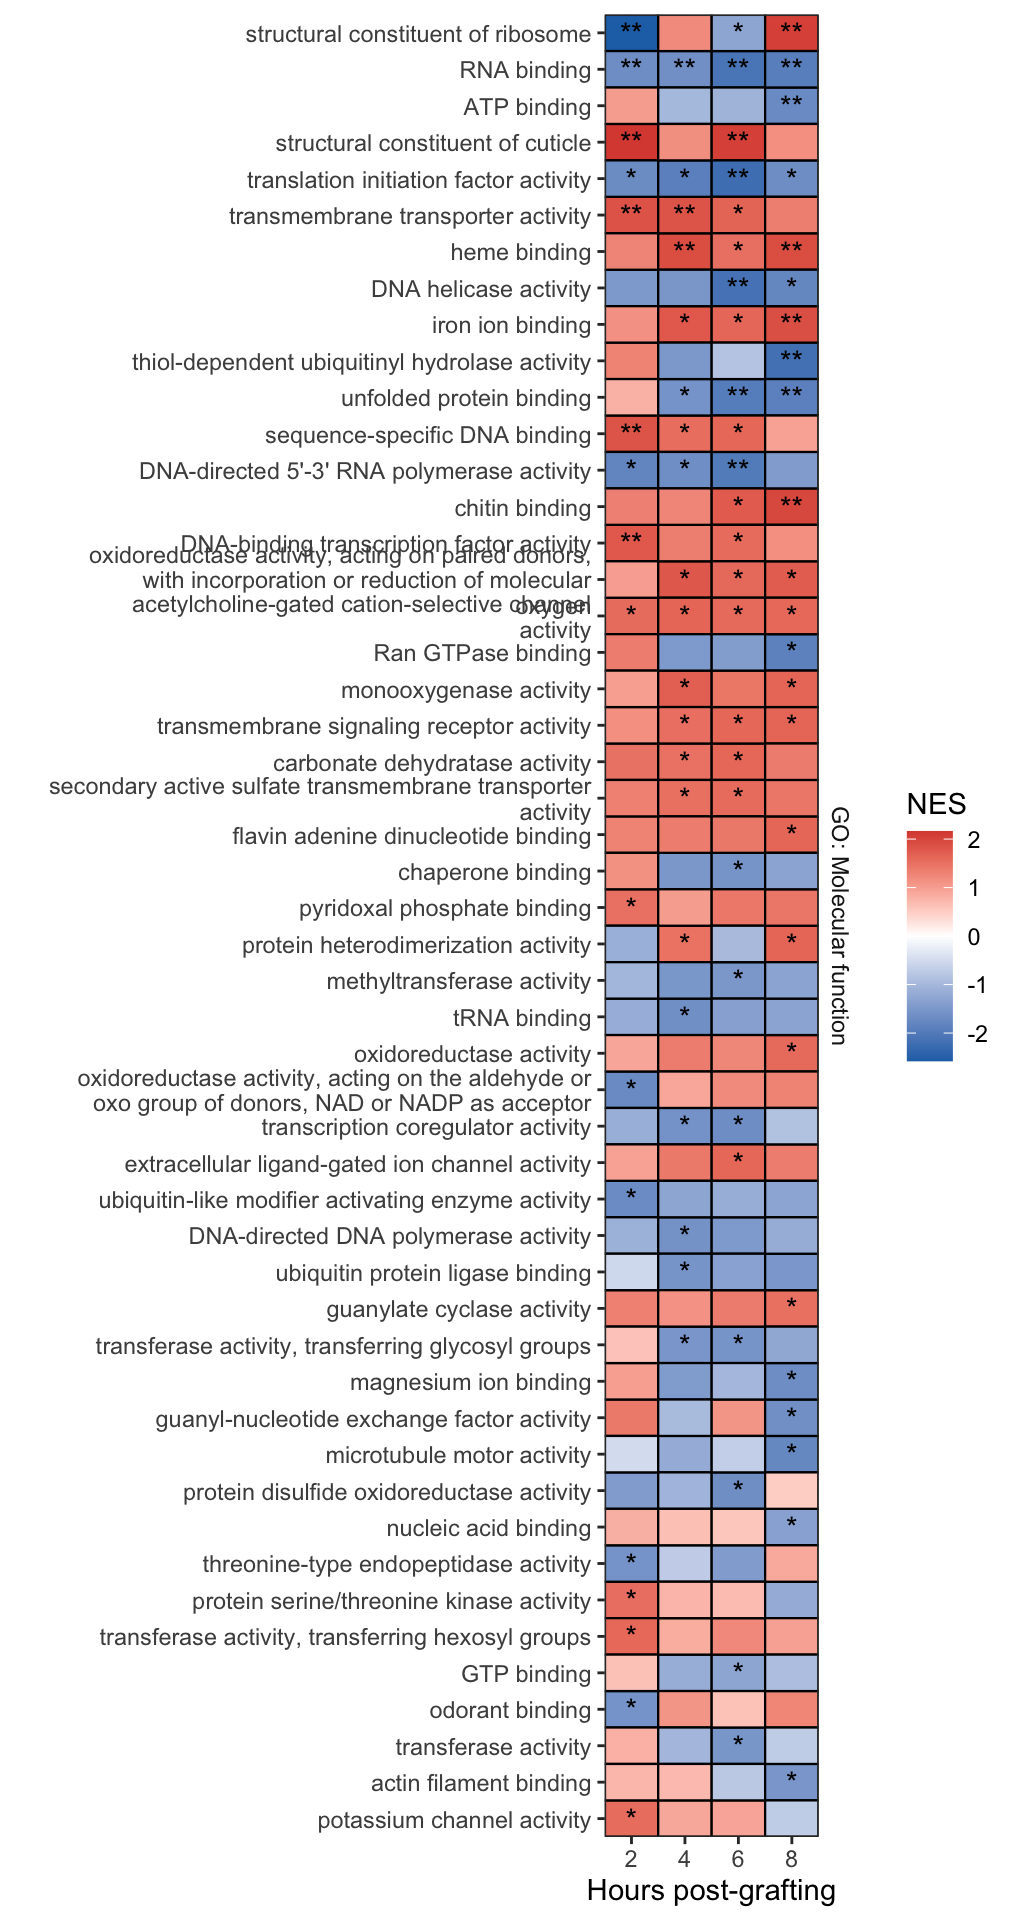 structural constituent of ribosome
** * **
RNA binding
** ** ** **
ATP binding
**
structural constituent of cuticle
** **
translation initiation factor activity
* * ** *
transmembrane transporter activity
** ** *
heme binding
** * **
DNA helicase activity
** *
iron ion binding
* * **
thiol-dependent ubiquitinyl hydrolase activity
**
unfolded protein binding
* ** **
sequence-specific DNA binding
** * *
DNA-directed 5'-3' RNA polymerase activity
* * **
chitin binding
* **
DNA-binding transcription factor activity
** *
oxidoreductase activity, acting on paired donors,
with incorporation or reduction of molecular
oxygen
* * *
acetylcholine-gated cation-selective channel
activity
* * * *
Ran GTPase binding
*
monooxygenase activity
* *
transmembrane signaling receptor activity
* * *
carbonate dehydratase activity
* *
secondary active sulfate transmembrane transporter
activity
* *
flavin adenine dinucleotide binding
*
chaperone binding
*
pyridoxal phosphate binding
*
protein heterodimerization activity
* *
methyltransferase activity
*
tRNA binding
*
oxidoreductase activity
*
oxidoreductase activity, acting on the aldehyde or
oxo group of donors, NAD or NADP as acceptor
*
transcription coregulator activity
* *
extracellular ligand-gated ion channel activity
*
ubiquitin-like modifier activating enzyme activity
*
DNA-directed DNA polymerase activity
*
ubiquitin protein ligase binding
*
guanylate cyclase activity
*
transferase activity, transferring glycosyl groups
* *
magnesium ion binding
*
guanyl-nucleotide exchange factor activity
*
microtubule motor activity
*
protein disulfide oxidoreductase activity
*
nucleic acid binding
*
threonine-type endopeptidase activity
*
protein serine/threonine kinase activity
*
transferase activity, transferring hexosyl groups
*
GTP binding
*
odorant binding
*
transferase activity
*
actin filament binding
*
potassium channel activity
*
2 4 6 8
Hours post-grafting
GO: Molecular function
NES
2
1
0
-1
-2